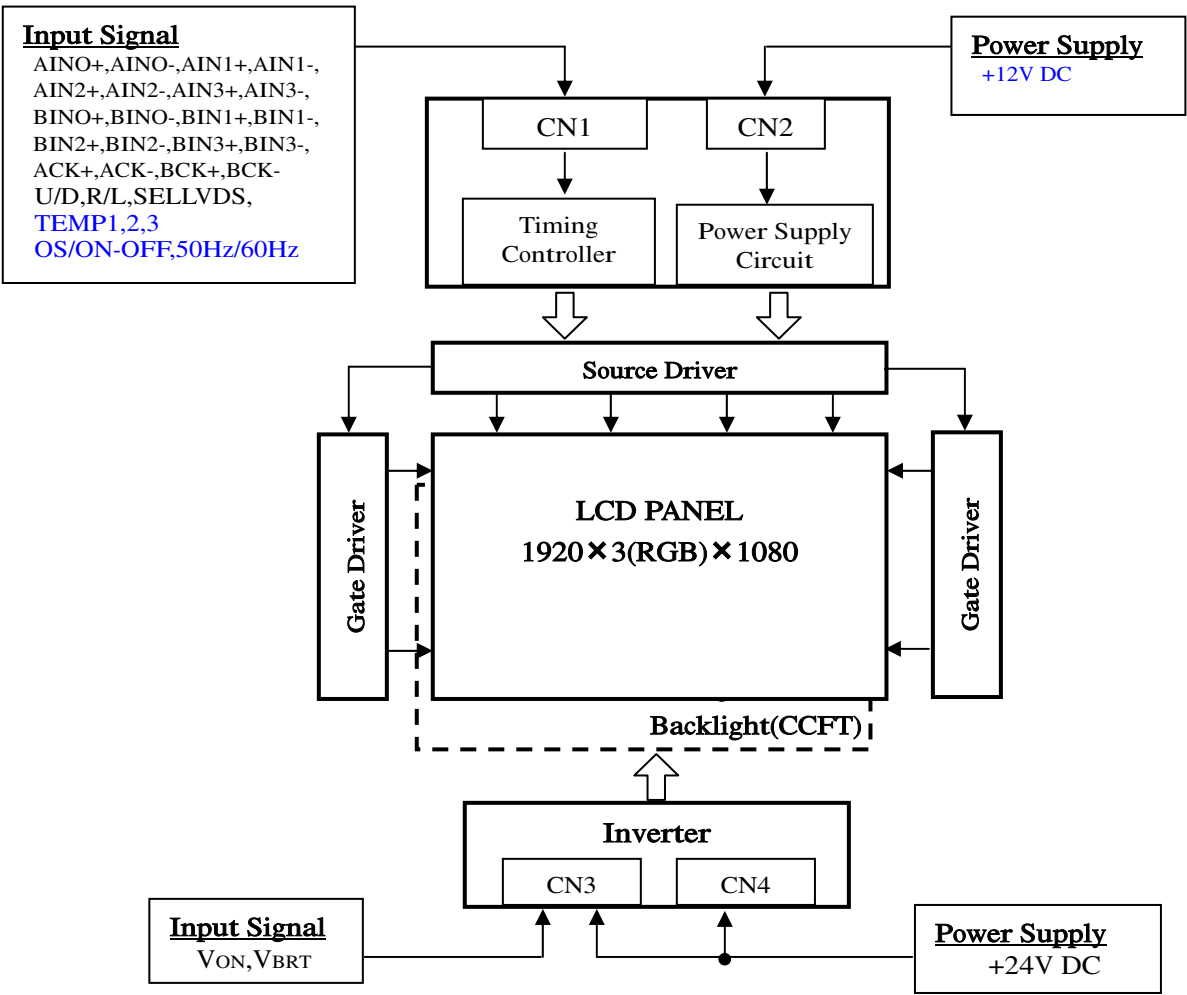 Input Signal
AINO+,AINO-,AIN1+,AIN1-,
AIN2+,AIN2-,AIN3+,AIN3-,
BINO+,BINO-,BIN1+,BIN1-,
BIN2+,BIN2-,BIN3+,BIN3-,
ACK+,ACK-,BCK+,BCK-
U/D,R/L,SELLVDS,
TEMP1,2,3
OS/ON-OFF,50Hz/60Hz
Power Supply
+12V DC
CN1
CN2
Timing
Controller
Power Supply
Circuit
Source Driver
Gate Driver
LCD PANEL
1920×3(RGB)×1080
Gate Driver
Backlight(CCFT)
Inverter
CN3
CN4
Input Signal
VON,VBRT
Power Supply
+24V DC